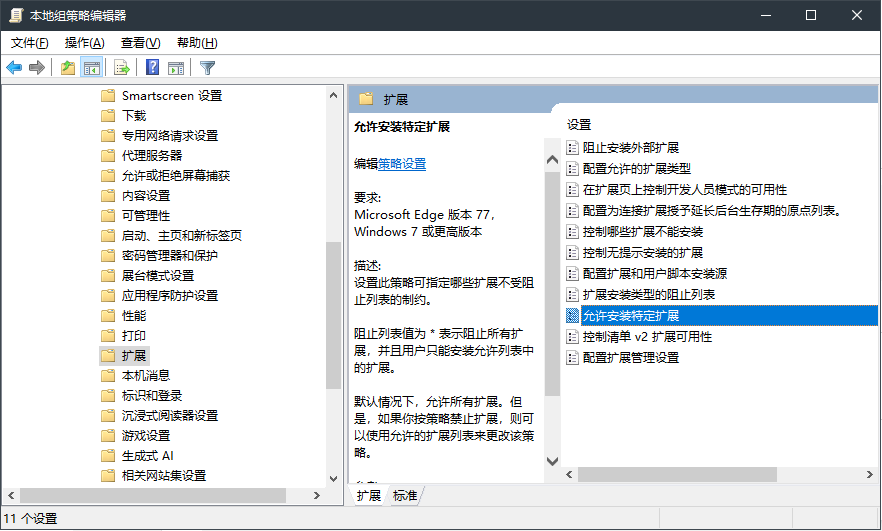 本地组策略编辑器
文件(F) 操作(A) 查看(V) 帮助(H)
Smartscreen 设置
下载
专用网络请求设置
代理服务器
允许或拒绝屏幕捕获
内容设置
可管理性
启动、主页和新标签页
密码管理器和保护
展台模式设置
应用程序防护设置
性能
打印
扩展
本机消息
标识和登录
沉浸式阅读器设置
游戏设置
生成式 AI
相关网站集设置
扩展
允许安装特定扩展
编辑策略设置
要求:
Microsoft Edge 版本 77,
Windows 7 或更高版本
描述:
设置此策略可指定哪些扩展不受阻
止列表的制约。
阻止列表值为 * 表示阻止所有扩
展，并且用户只能安装允许列表中
的扩展。
默认情况下，允许所有扩展。但
是，如果你按策略禁止扩展，则可
以使用允许的扩展列表来更改该策
略。
设置
阻止安装外部扩展
配置允许的扩展类型
在扩展页上控制开发人员模式的可用性
配置为连接扩展授予延长后台生存期的原点列表。
控制哪些扩展不能安装
控制无提示安装的扩展
配置扩展和用户脚本安装源
扩展安装类型的阻止列表
允许安装特定扩展
控制清单 v2 扩展可用性
配置扩展管理设置
扩展 标准
11 个设置